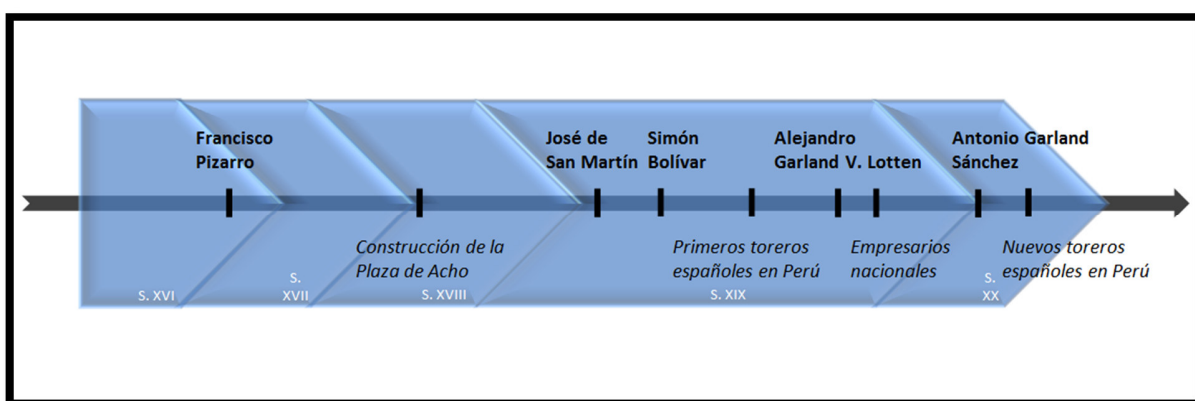 Francisco
Pizarro
José de
San Martín
Simón
Bolívar
Alejandro
Garland V. Lotten
Antonio Garland
Sánchez
Construcción de la
Plaza de Acho
Primeros toreros
españoles en Perú
Empresarios
nacionales
Nuevos toreros
españoles en Perú
S. XVI
S.
XVII
S. XVIII
S. XIX
S.
XX